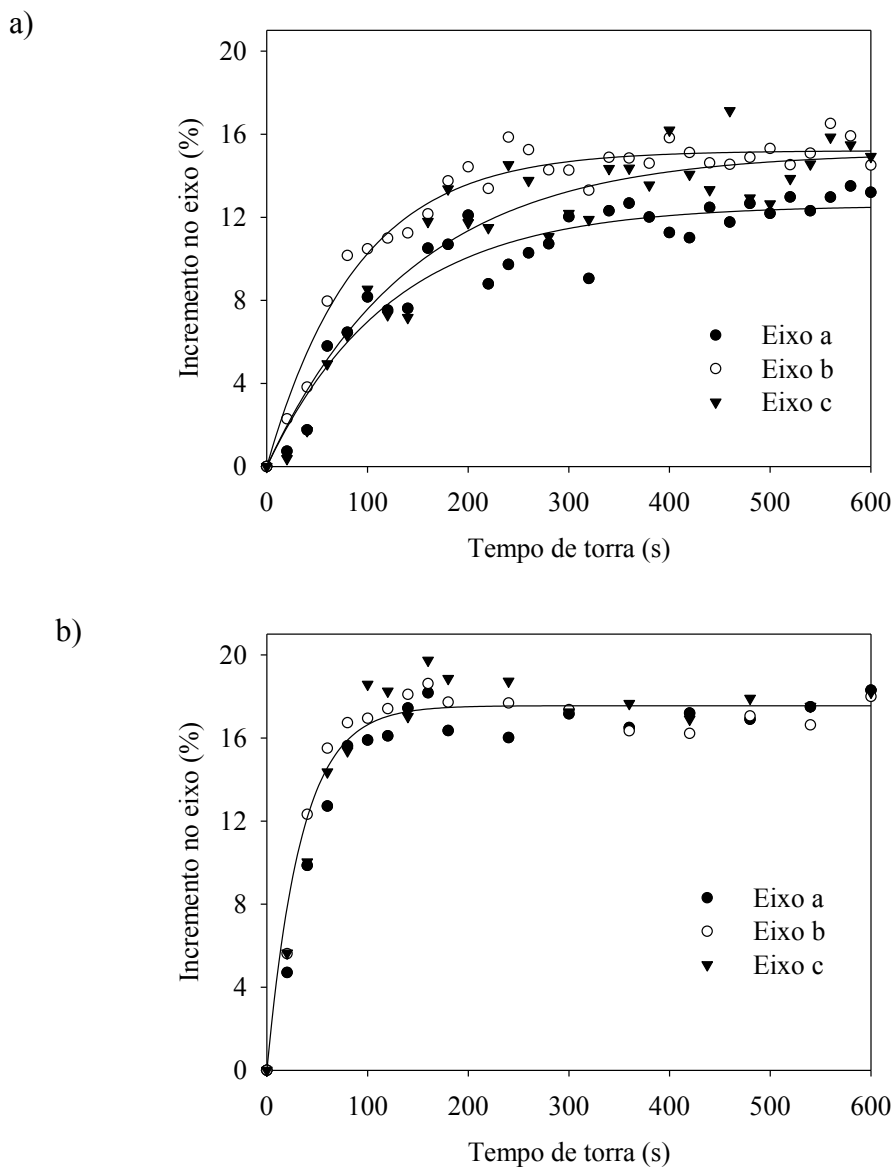 a)
20
16
12
8
4
0
Incremento no eixo (%)
Eixo a
Eixo b
Eixo c
0 100 200 300 400 500 600
Tempo de torra (s)
b)
20
16
12
8
4
0
Incremento no eixo (%)
Eixo a
Eixo b
Eixo c
0 100 200 300 400 500 600
Tempo de torra (s)